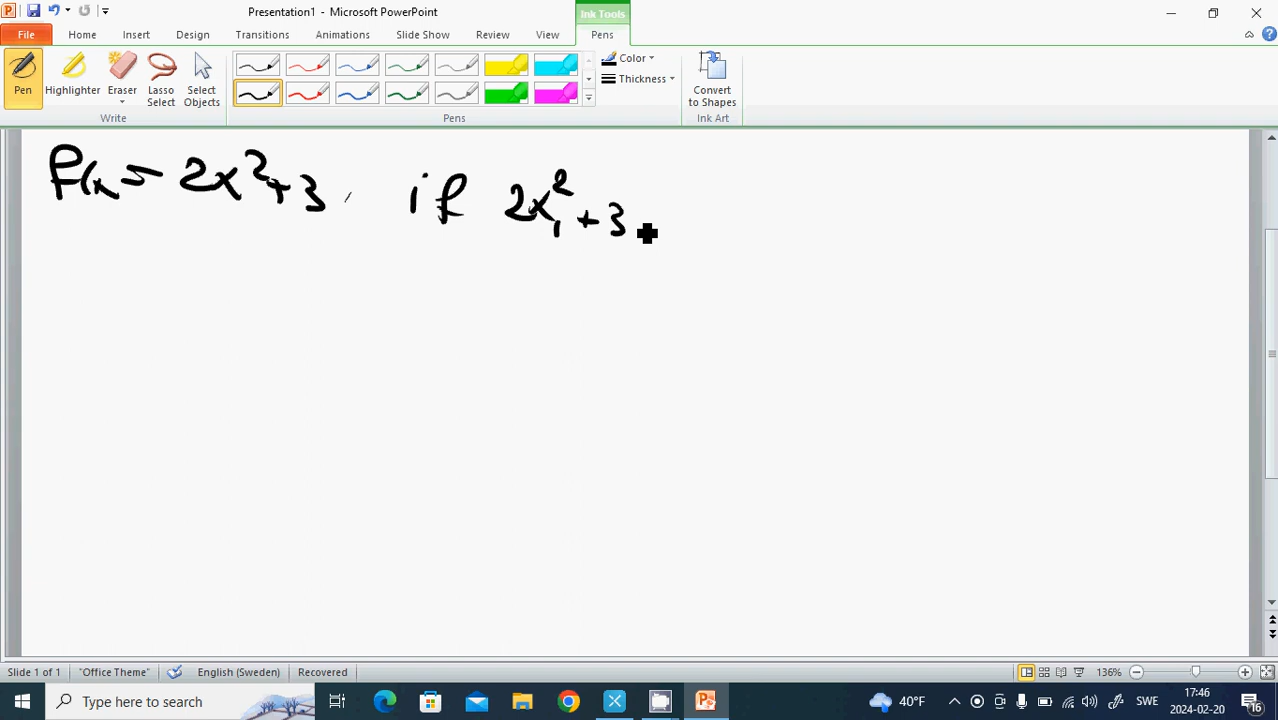 Presentation1 - Microsoft PowerPoint
Ink Tools
File Home Insert Design Transitions Animations Slide Show Review View Pens
Pen Highlighter Eraser Lasso Select Select Objects
Color
Thickness
Convert to Shapes
Write Pens Ink Art
f(x = 2x²+3, if 2x₁²+3
Slide 1 of 1 "Office Theme" English (Sweden) Recovered 136%
Type here to search 40°F SWE 17:46 2024-02-20 16